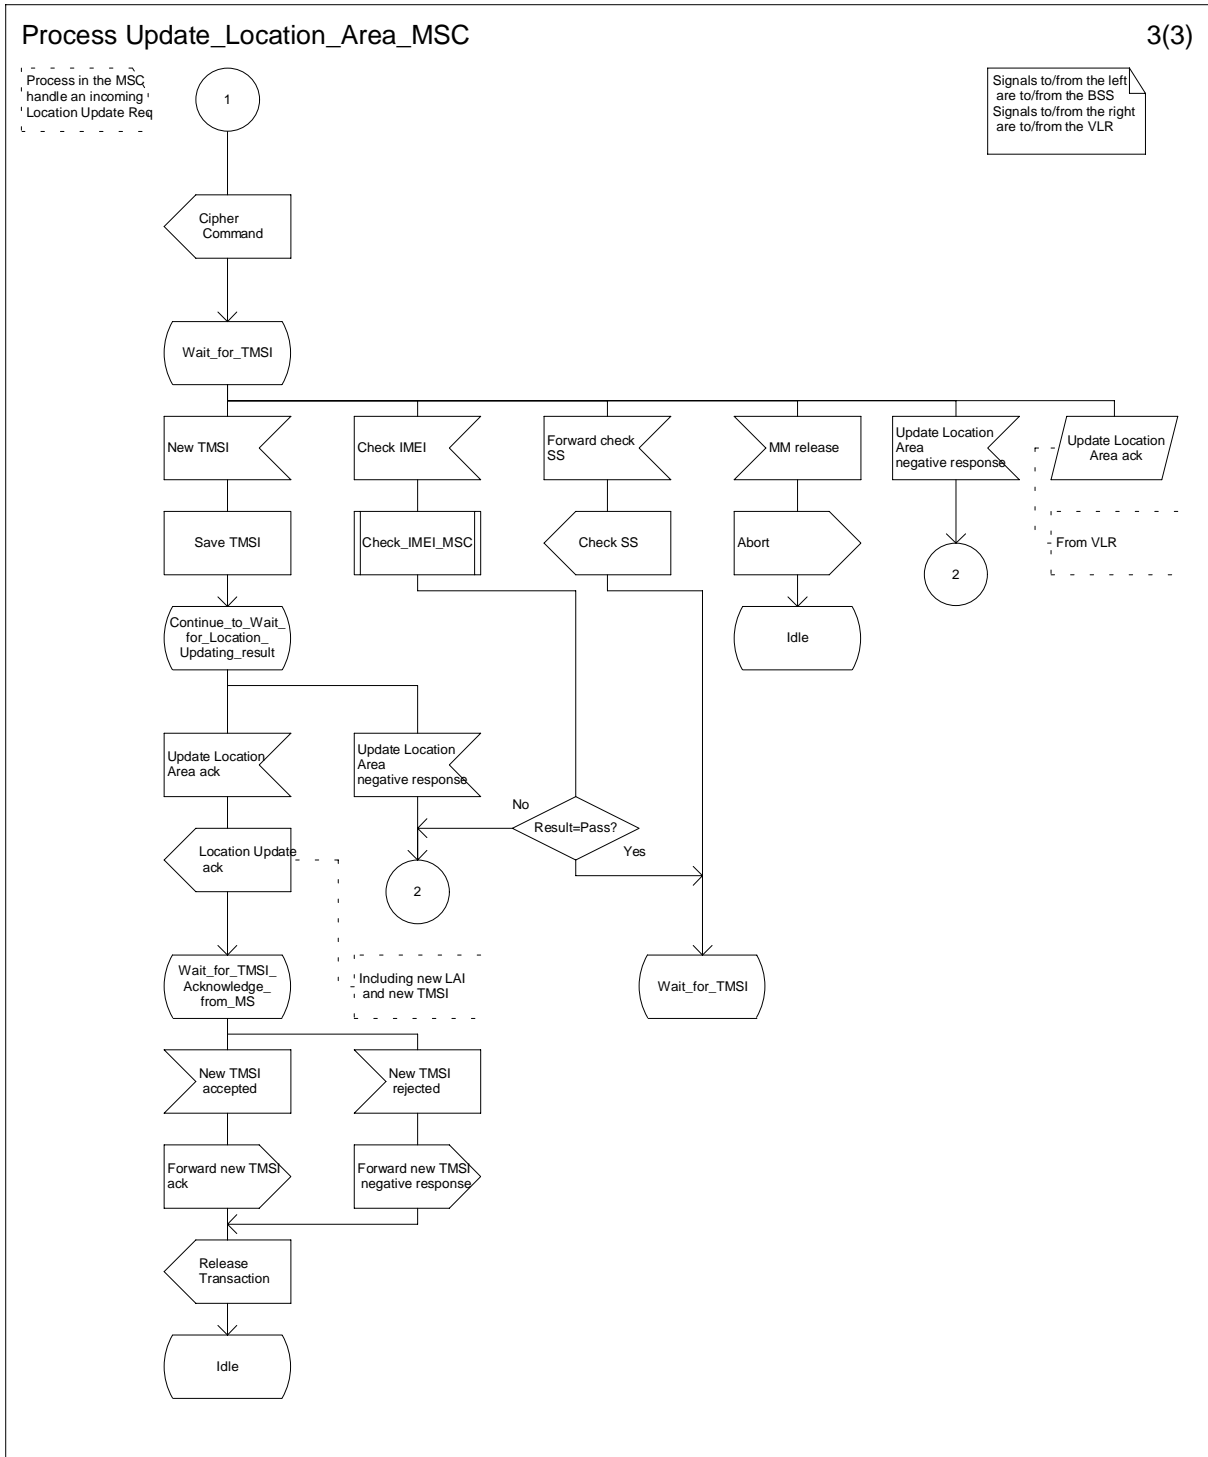 Process Update_Location_Area_MSC
3(3)
Process in the MSC
handle an incoming
Location Update Req
1
Signals to/from the left
are to/from the BSS
Signals to/from the right
are to/from the VLR
Cipher
Command
Wait_for_TMSI
New TMSI
Check IMEI
Forward check
SS
MM release
Update Location
Area
negative response
Update Location
Area ack
Save TMSI
Check_IMEI_MSC
Check SS
Abort
2
From VLR
Continue_to_Wait_
for_Location_
Updating_result
Idle
Update Location
Area ack
Update Location
Area
negative response
No
Result=Pass?
Yes
Location Update
ack
2
Wait_for_TMSI_
Acknowledge_
from_MS
Including new LAI
and new TMSI
Wait_for_TMSI
New TMSI
accepted
New TMSI
rejected
Forward new TMSI
ack
Forward new TMSI
negative response
Release
Transaction
Idle